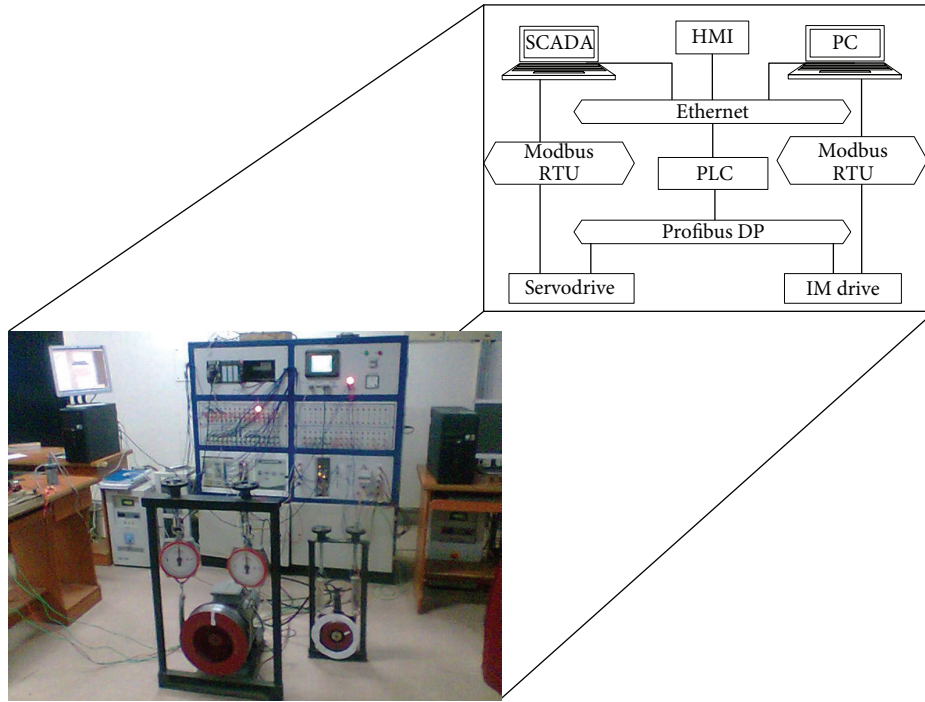 SCADA
HMI
PC
Ethernet
Modbus
RTU
PLC
Modbus
RTU
Profibus DP
Servodrive
IM drive